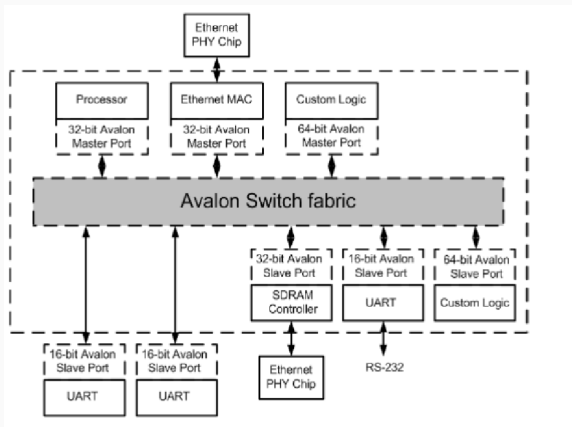 Ethernet
PHY Chip
Processor
Ethernet MAC
Custom Logic
32-bit Avalon
Master Port
32-bit Avalon
Master Port
64-bit Avalon
Master Port
Avalon Switch fabric
32-bit Avalon
Slave Port
16-bit Avalon
Slave Port
64-bit Avalon
Slave Port
SDRAM
Controller
UART
Custom Logic
16-bit Avalon
Slave Port
UART
16-bit Avalon
Slave Port
UART
Ethernet
PHY Chip
RS-232